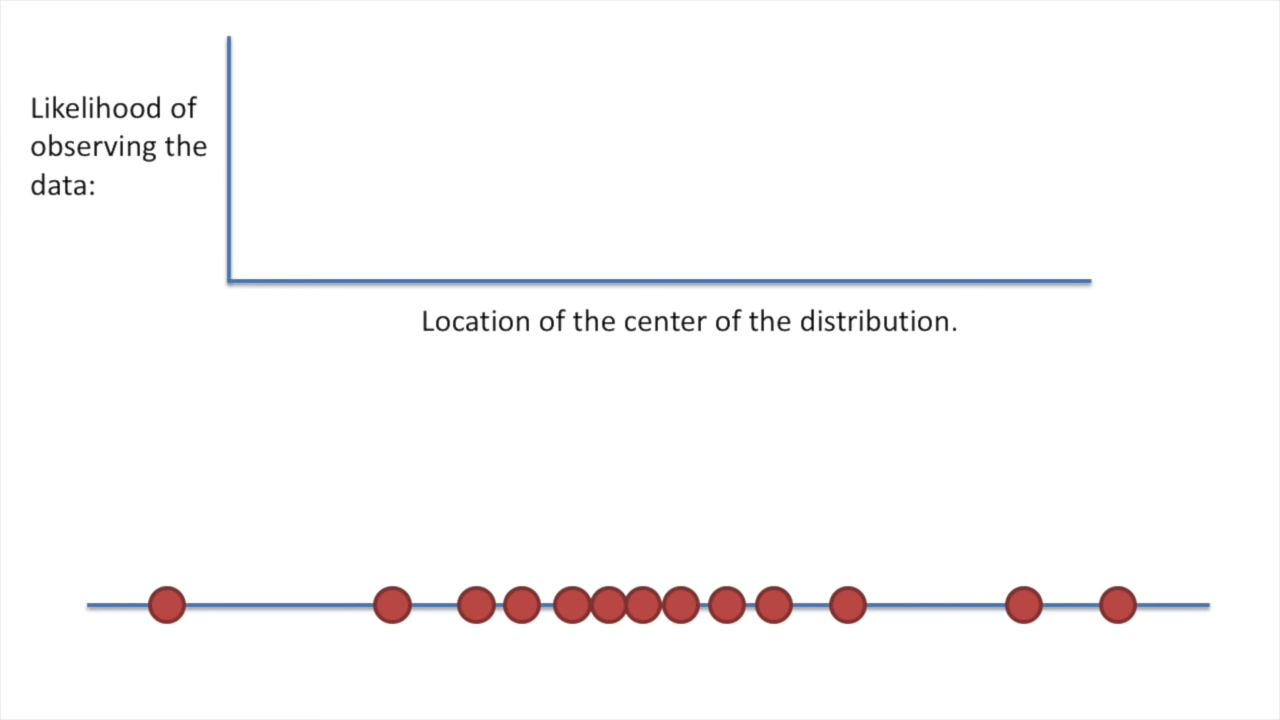 Likelihood of
observing the
data:
Location of the center of the distribution.